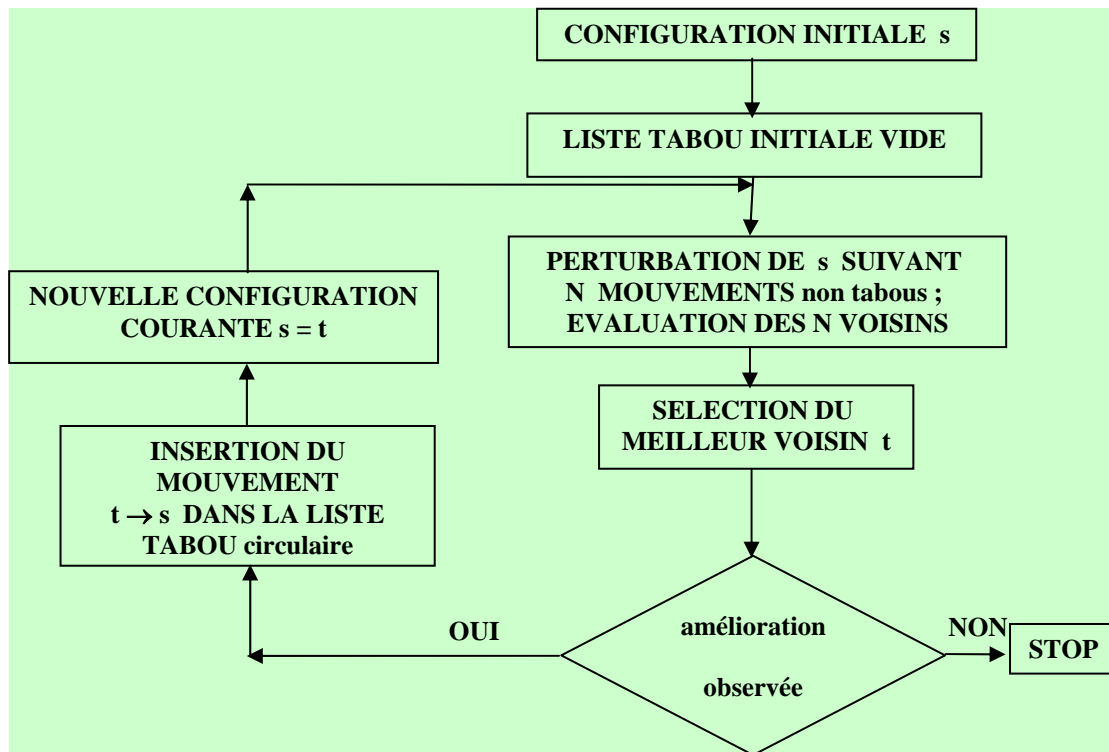 CONFIGURATION INITIALE s
LISTE TABOU INITIALE VIDE
PERTURBATION DE s SUIVANT
N MOUVEMENTS non tabous ;
EVALUATION DES N VOISINS
NOUVELLE CONFIGURATION
COURANTE s = t
SELECTION DU
MEILLEUR VOISIN t
INSERTION DU
MOUVEMENT
t → s DANS LA LISTE
TABOU circulaire
OUI
amélioration
observée
NON
STOP